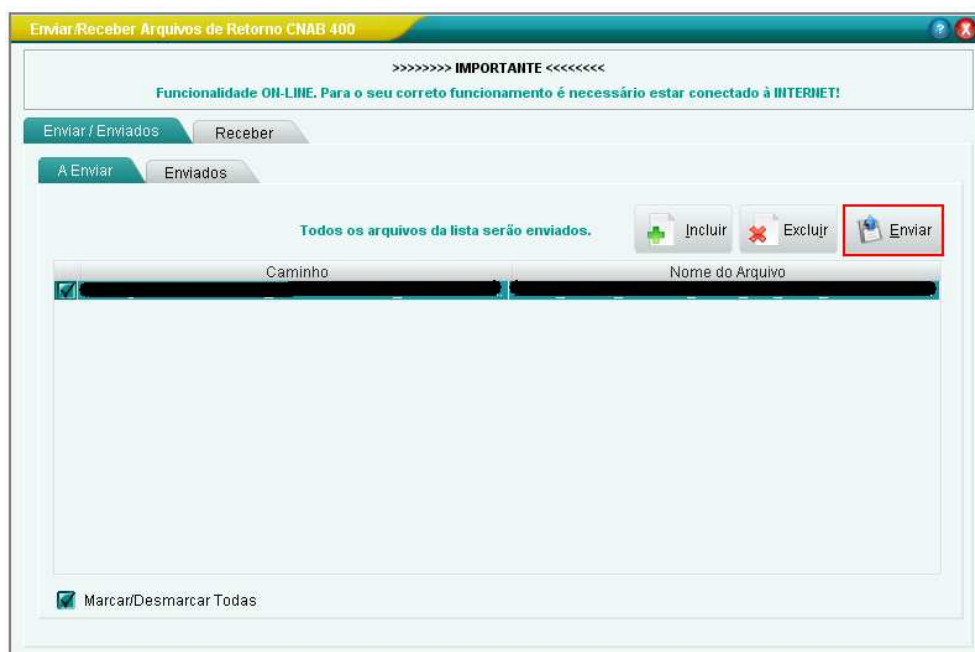 Enviar/Receber Arquivos de Retorno CNAB 400
>>>>>>>> IMPORTANTE <<<<<<<<
Funcionalidade ON-LINE. Para o seu correto funcionamento é necessário estar conectado à INTERNET!
Enviar / Enviados Receber
A Enviar Enviados
Todos os arquivos da lista serão enviados. Incluir Excluir Enviar
Caminho Nome do Arquivo
Marcar/Desmarcar Todas